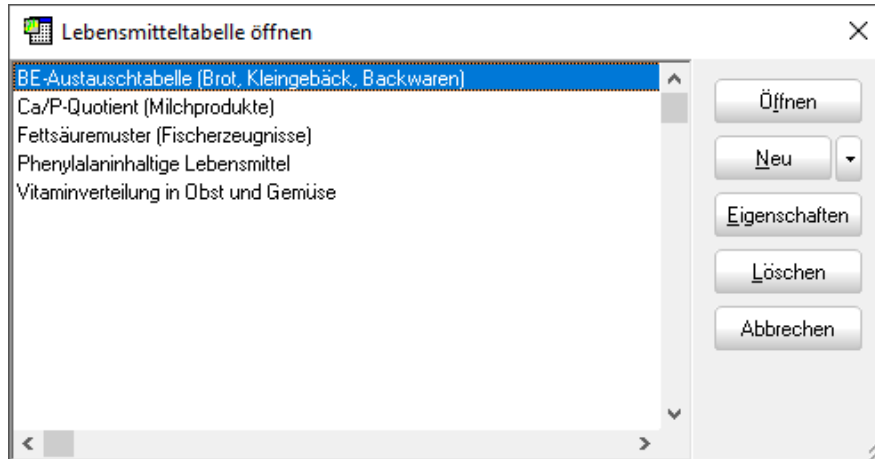 Lebensmitteltabelle öffnen
BE-Austauschtabelle (Brot, Kleingebäck, Backwaren)
Ca/P-Quotient (Milchprodukte)
Fettsäuremuster (Fischerzeugnisse)
Phenylalaninhaltige Lebensmittel
Vitaminverteilung in Obst und Gemüse
Öffnen
Neu
Eigenschaften
Löschen
Abbrechen